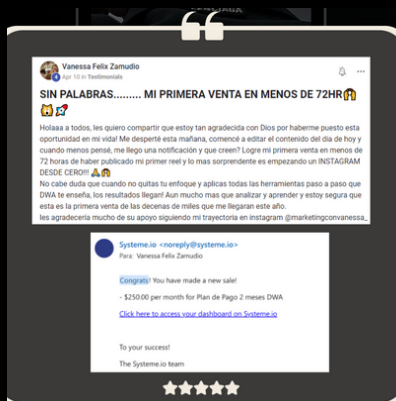 Vanessa Felix Zamudio
Apr 10 in Testimonials
SIN PALABRAS......... MI PRIMERA VENTA EN MENOS DE 72HR
Holaaa a todos, les quiero compartir que estoy tan agradecida con Dios por haberme puesto esta
oportunidad en mi vida! Me desperté esta mañana, comencé a editar el contenido del dia de hoy y
cuando menos pensé, me llego una notificación y que creen? Logre mi primera venta en menos de
72 horas de haber publicado mi primer reel y lo mas sorprendente es empezando un INSTAGRAM
DESDE CERO!!!
No cabe duda que cuando no quitas tu enfoque y aplicas todas las herramientas paso a paso que
DWA te enseña, los resultados llegan! Aun mucho mas que analizar y aprender y estoy segura que
esta es la primera venta de las decenas de miles que me llegaran este año.
les agradecería mucho de su apoyo siguiendo mi trayectoria en instagram @marketingconvanessa_
Systeme.io <noreply@systeme.io>
Para: Vanessa Felix Zamudio
Congrats! You have made a new sale!
- $250.00 per month for Plan de Pago 2 meses DWA
Click here to access your dashboard on Systeme.io
To your success!
The Systeme.io team